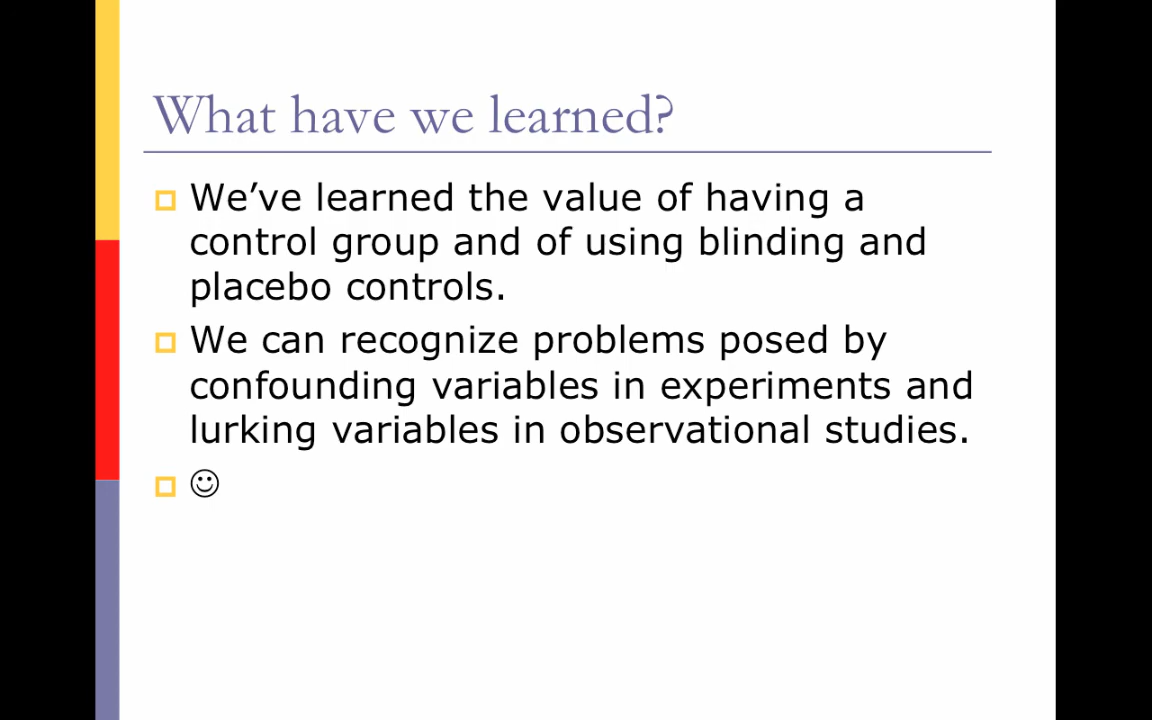 What have we learned?
We’ve learned the value of having a
control group and of using blinding and
placebo controls.
We can recognize problems posed by
confounding variables in experiments and
lurking variables in observational studies.
☺